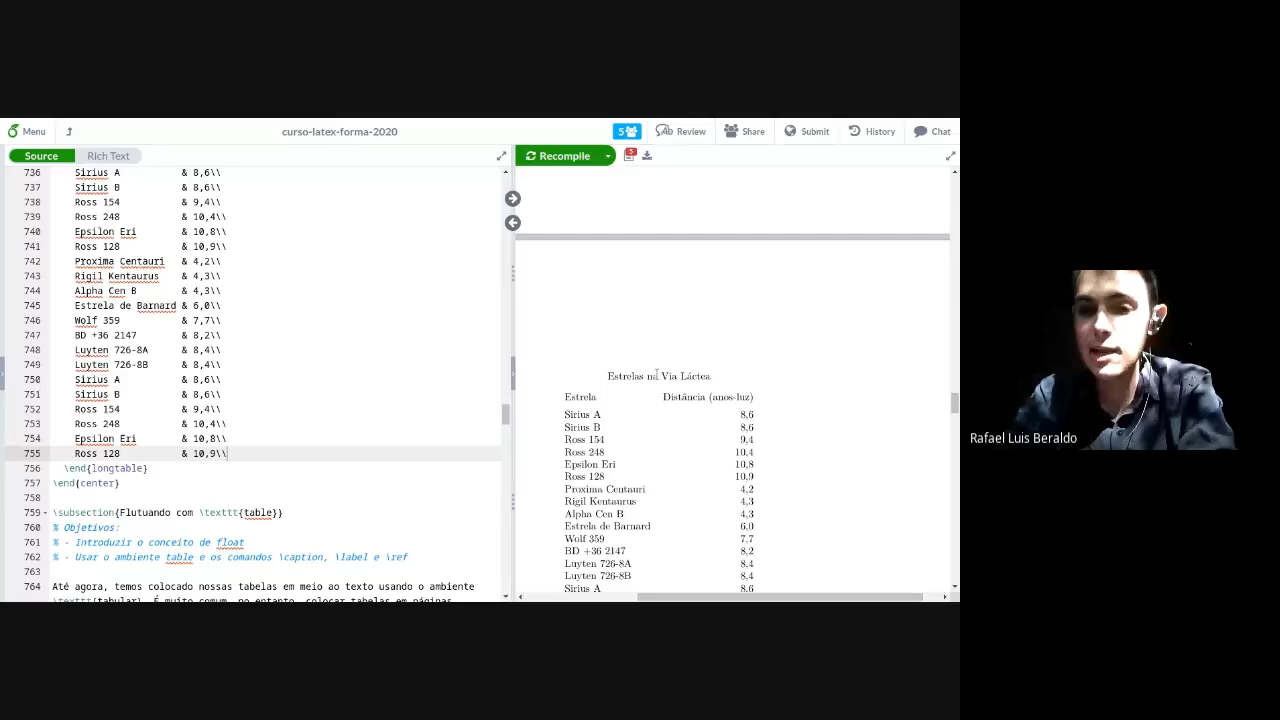 Menu
curso-latex-forma-2020
5
Review
Share
Submit
History
Chat
Source
Rich Text
Recompile
5
736 Sirius A & 8,6\\
737 Sirius B & 8,6\\
738 Ross 154 & 9,4\\
739 Ross 248 & 10,4\\
740 Epsilon Eri & 10,8\\
741 Ross 128 & 10,9\\
742 Proxima Centauri & 4,2\\
743 Rigil Kentaurus & 4,3\\
744 Alpha Cen B & 4,3\\
745 Estrela de Barnard & 6,0\\
746 Wolf 359 & 7,7\\
747 BD +36 2147 & 8,2\\
748 Luyten 726-8A & 8,4\\
749 Luyten 726-8B & 8,4\\
750 Sirius A & 8,6\\
751 Sirius B & 8,6\\
752 Ross 154 & 9,4\\
753 Ross 248 & 10,4\\
754 Epsilon Eri & 10,8\\
755 Ross 128 & 10,9\\
756 \end{longtable}
757 \end{center}
758
759 \subsection{Flutuando com \texttt{table}}
760 % Objetivos:
761 % - Introduzir o conceito de float
762 % - Usar o ambiente table e os comandos \caption, \label e \ref
763
764 Até agora, temos colocado nossas tabelas em meio ao texto usando o ambiente
\texttt{tabular}. É muito comum, no entanto, colocar tabelas em páginas
Estrelas na Via Láctea
Estrela Distância (anos-luz)
Sirius A 8,6
Sirius B 8,6
Ross 154 9,4
Ross 248 10,4
Epsilon Eri 10,8
Ross 128 10,9
Proxima Centauri 4,2
Rigil Kentaurus 4,3
Alpha Cen B 4,3
Estrela de Barnard 6,0
Wolf 359 7,7
BD +36 2147 8,2
Luyten 726-8A 8,4
Luyten 726-8B 8,4
Sirius A 8,6
Rafael Luis Beraldo